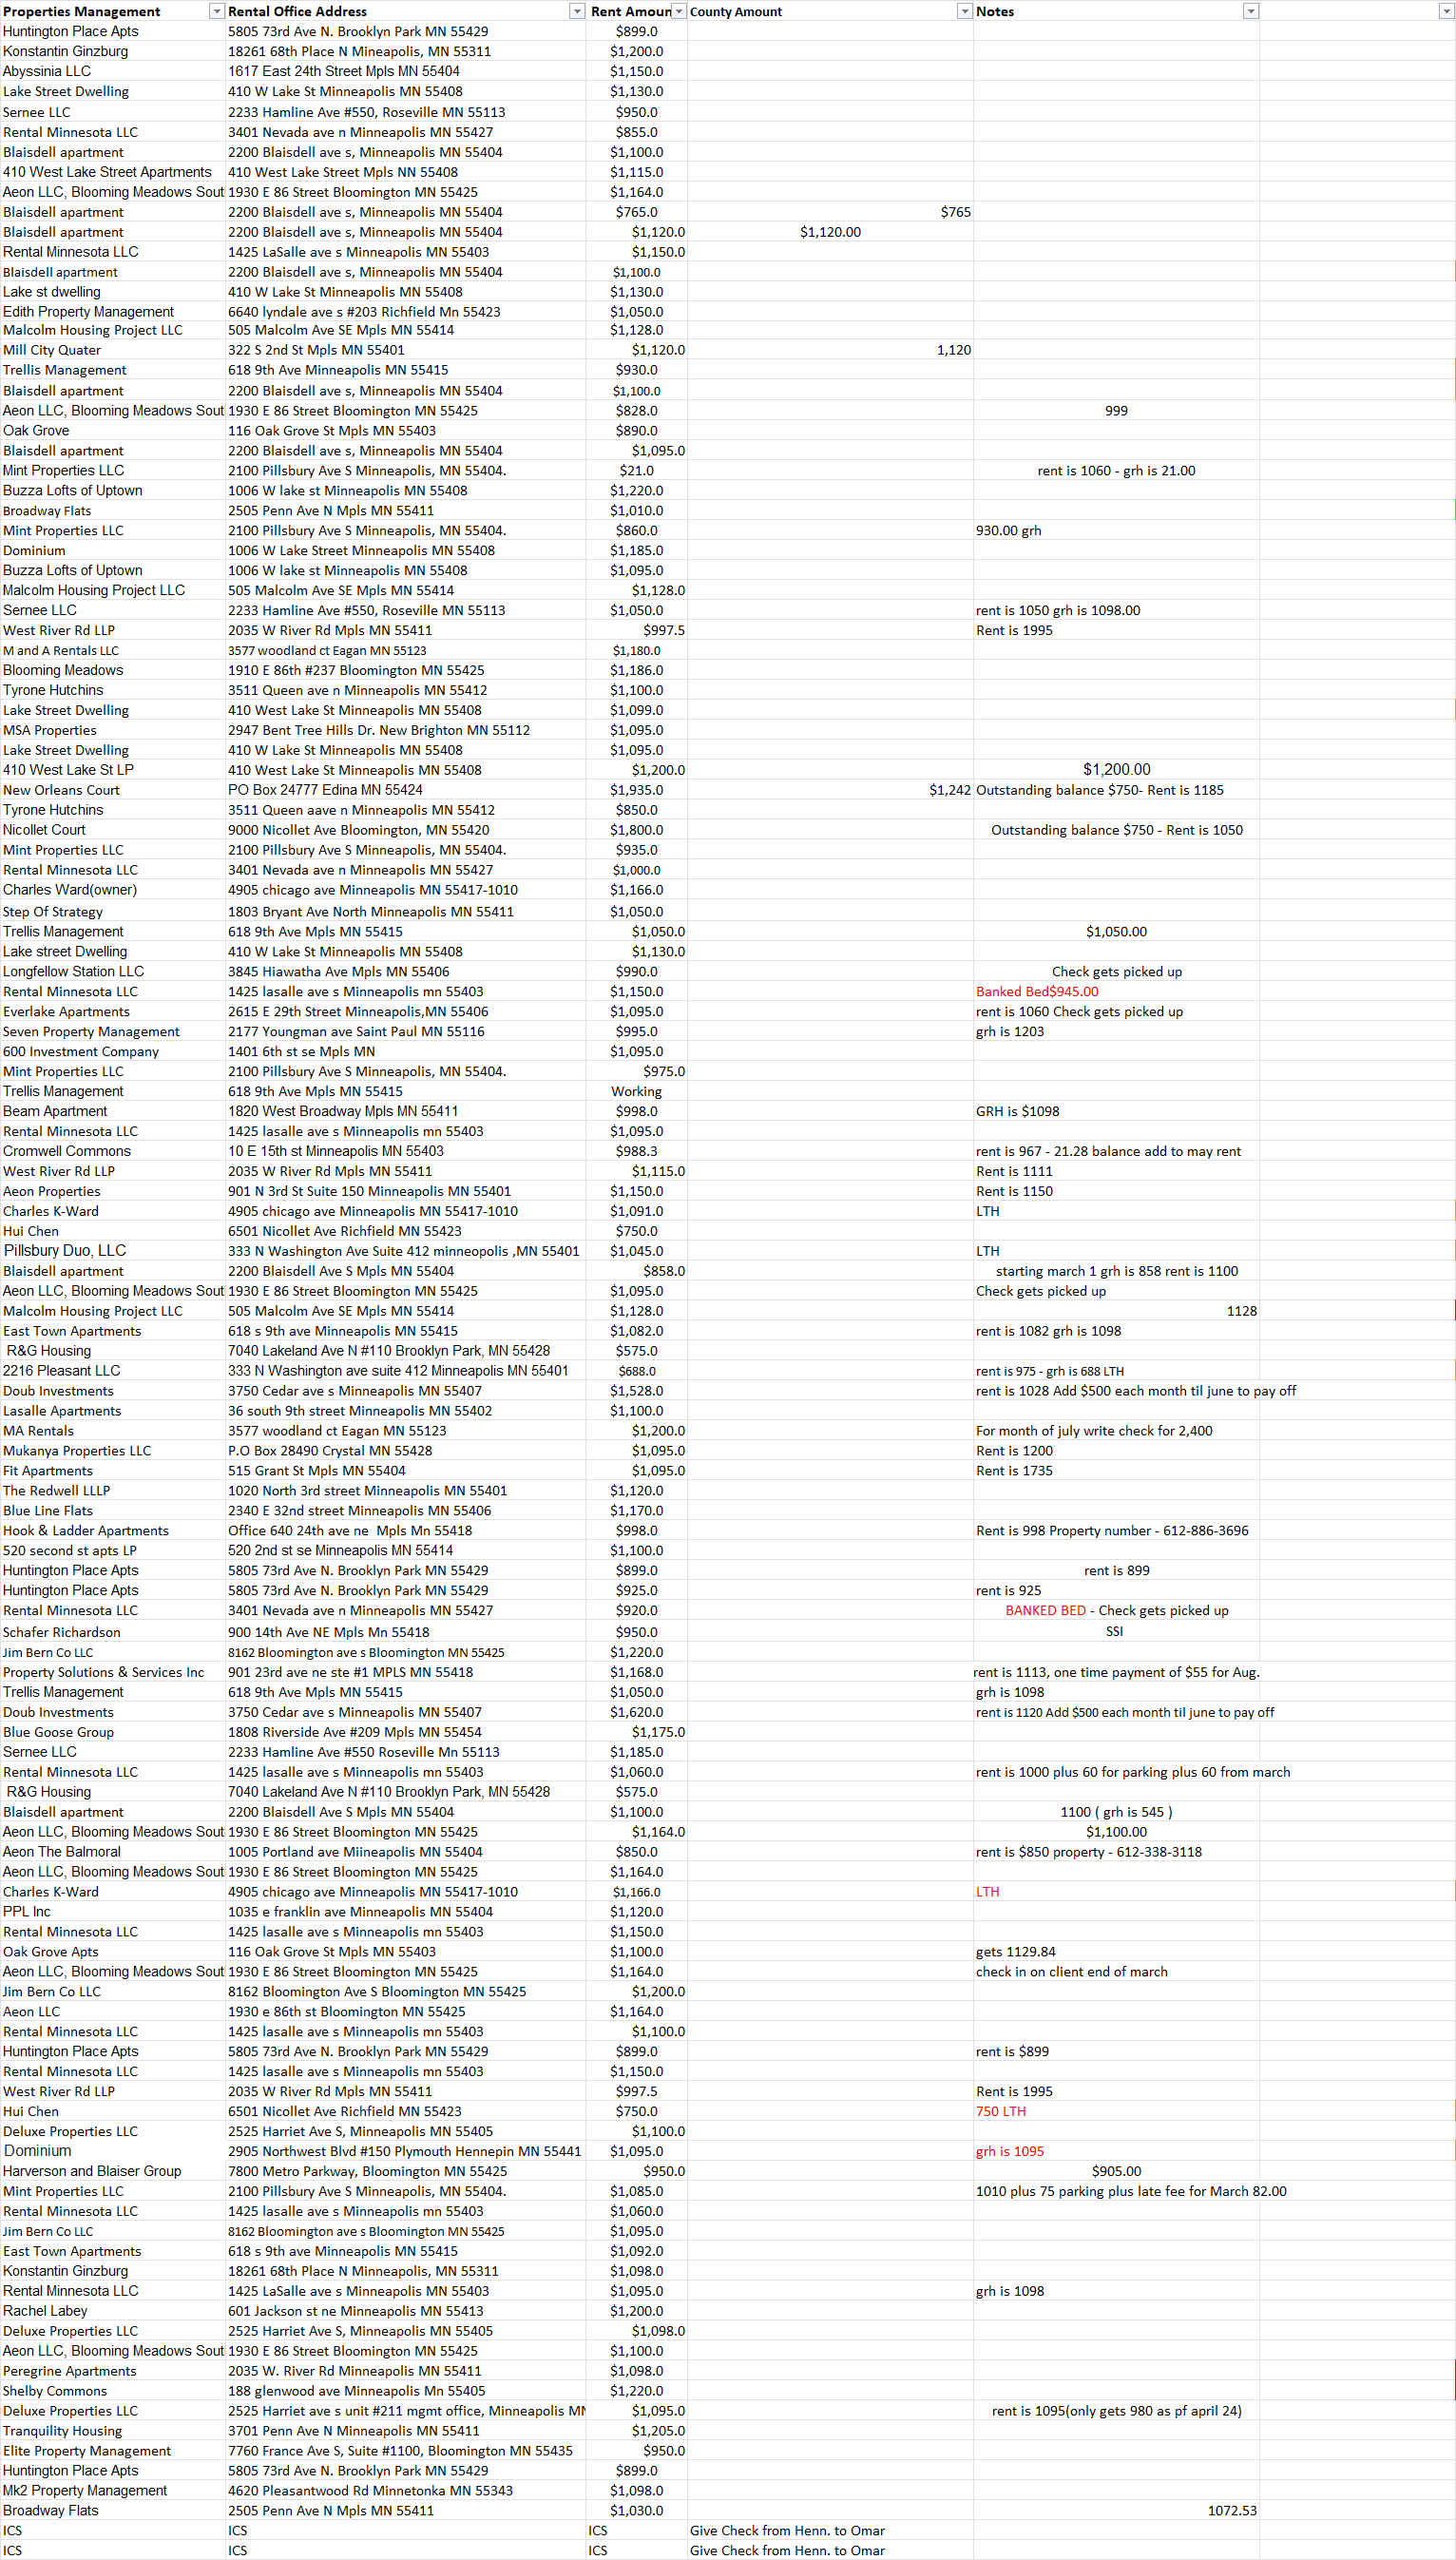 Properties Management Rental Office Address Rent Amoun County Amount Notes
Huntington Place Apts 5805 73rd Ave N. Brooklyn Park MN 55429 $899.0
Konstantin Ginzburg 18261 68th Place N Mineapolis, MN 55311 $1,200.0
Abyssinia LLC 1617 East 24th Street Mpls MN 55404 $1,150.0
Lake Street Dwelling 410 W Lake St Minneapolis MN 55408 $1,130.0
Sernee LLC 2233 Hamline Ave #550, Roseville MN 55113 $950.0
Rental Minnesota LLC 3401 Nevada ave n Minneapolis MN 55427 $855.0
Blaisdell apartment 2200 Blaisdell ave s, Minneapolis MN 55404 $1,100.0
410 West Lake Street Apartments 410 West Lake Street Mpls NN 55408 $1,115.0
Aeon LLC, Blooming Meadows Sout 1930 E 86 Street Bloomington MN 55425 $1,164.0
Blaisdell apartment 2200 Blaisdell ave s, Minneapolis MN 55404 $765.0 $765
Blaisdell apartment 2200 Blaisdell ave s, Minneapolis MN 55404 $1,120.0 $1,120.00
Rental Minnesota LLC 1425 LaSalle ave s Minneapolis MN 55403 $1,150.0
Blaisdell apartment 2200 Blaisdell ave s, Minneapolis MN 55404 $1,100.0
Lake st dwelling 410 W Lake St Minneapolis MN 55408 $1,130.0
Edith Property Management 6640 lyndale ave s #203 Richfield Mn 55423 $1,050.0
Malcolm Housing Project LLC 505 Malcolm Ave SE Mpls MN 55414 $1,128.0
Mill City Quater 322 S 2nd St Mpls MN 55401 $1,120.0 1,120
Trellis Management 618 9th Ave Minneapolis MN 55415 $930.0
Blaisdell apartment 2200 Blaisdell ave s, Minneapolis MN 55404 $1,100.0
Aeon LLC, Blooming Meadows Sout 1930 E 86 Street Bloomington MN 55425 $828.0 999
Oak Grove 116 Oak Grove St Mpls MN 55403 $890.0
Blaisdell apartment 2200 Blaisdell ave s, Minneapolis MN 55404 $1,095.0
Mint Properties LLC 2100 Pillsbury Ave S Minneapolis, MN 55404. $21.0 rent is 1060 - grh is 21.00
Buzza Lofts of Uptown 1006 W lake st Minneapolis MN 55408 $1,220.0
Broadway Flats 2505 Penn Ave N Mpls MN 55411 $1,010.0
Mint Properties LLC 2100 Pillsbury Ave S Minneapolis, MN 55404. $860.0 930.00 grh
Dominium 1006 W Lake Street Minneapolis MN 55408 $1,185.0
Buzza Lofts of Uptown 1006 W lake st Minneapolis MN 55408 $1,095.0
Malcolm Housing Project LLC 505 Malcolm Ave SE Mpls MN 55414 $1,128.0
Sernee LLC 2233 Hamline Ave #550, Roseville MN 55113 $1,050.0 rent is 1050 grh is 1098.00
West River Rd LLP 2035 W River Rd Mpls MN 55411 $997.5 Rent is 1995
M and A Rentals LLC 3577 woodland ct Eagan MN 55123 $1,180.0
Blooming Meadows 1910 E 86th #237 Bloomington MN 55425 $1,186.0
Tyrone Hutchins 3511 Queen ave n Minneapolis MN 55412 $1,100.0
Lake Street Dwelling 410 West Lake St Minneapolis MN 55408 $1,099.0
MSA Properties 2947 Bent Tree Hills Dr. New Brighton MN 55112 $1,095.0
Lake Street Dwelling 410 W Lake St Minneapolis MN 55408 $1,095.0
410 West Lake St LP 410 West Lake St Minneapolis MN 55408 $1,200.0 $1,200.00
New Orleans Court PO Box 24777 Edina MN 55424 $1,935.0 $1,242 Outstanding balance $750- Rent is 1185
Tyrone Hutchins 3511 Queen aave n Minneapolis MN 55412 $850.0
Nicollet Court 9000 Nicollet Ave Bloomington, MN 55420 $1,800.0 Outstanding balance $750 - Rent is 1050
Mint Properties LLC 2100 Pillsbury Ave S Minneapolis, MN 55404. $935.0
Rental Minnesota LLC 3401 Nevada ave n Minneapolis MN 55427 $1,000.0
Charles Ward(owner) 4905 chicago ave Minneapolis MN 55417-1010 $1,166.0
Step Of Strategy 1803 Bryant Ave North Minneapolis MN 55411 $1,050.0
Trellis Management 618 9th Ave Mpls MN 55415 $1,050.0 $1,050.00
Lake street Dwelling 410 W Lake St Minneapolis MN 55408 $1,130.0
Longfellow Station LLC 3845 Hiawatha Ave Mpls MN 55406 $990.0 Check gets picked up
Rental Minnesota LLC 1425 lasalle ave s Minneapolis mn 55403 $1,150.0 Banked Bed$945.00
Everlake Apartments 2615 E 29th Street Minneapolis,MN 55406 $1,095.0 rent is 1060 Check gets picked up
Seven Property Management 2177 Youngman ave Saint Paul MN 55116 $995.0 grh is 1203
600 Investment Company 1401 6th st se Mpls MN $1,095.0
Mint Properties LLC 2100 Pillsbury Ave S Minneapolis, MN 55404. $975.0
Trellis Management 618 9th Ave Mpls MN 55415 Working
Beam Apartment 1820 West Broadway Mpls MN 55411 $998.0 GRH is $1098
Rental Minnesota LLC 1425 lasalle ave s Minneapolis mn 55403 $1,095.0
Cromwell Commons 10 E 15th st Minneapolis MN 55403 $988.3 rent is 967 - 21.28 balance add to may rent
West River Rd LLP 2035 W River Rd Mpls MN 55411 $1,115.0 Rent is 1111
Aeon Properties 901 N 3rd St Suite 150 Minneapolis MN 55401 $1,150.0 Rent is 1150
Charles K-Ward 4905 chicago ave Minneapolis MN 55417-1010 $1,091.0 LTH
Hui Chen 6501 Nicollet Ave Richfield MN 55423 $750.0
Pillsbury Duo, LLC 333 N Washington Ave Suite 412 minneopolis ,MN 55401 $1,045.0 LTH
Blaisdell apartment 2200 Blaisdell Ave S Mpls MN 55404 $858.0 starting march 1 grh is 858 rent is 1100
Aeon LLC, Blooming Meadows Sout 1930 E 86 Street Bloomington MN 55425 $1,095.0 Check gets picked up
Malcolm Housing Project LLC 505 Malcolm Ave SE Mpls MN 55414 $1,128.0 1128
East Town Apartments 618 s 9th ave Minneapolis MN 55415 $1,082.0 rent is 1082 grh is 1098
R&G Housing 7040 Lakeland Ave N #110 Brooklyn Park, MN 55428 $575.0
2216 Pleasant LLC 333 N Washington ave suite 412 Minneapolis MN 55401 $688.0 rent is 975 - grh is 688 LTH
Doub Investments 3750 Cedar ave s Minneapolis MN 55407 $1,528.0 rent is 1028 Add $500 each month til june to pay off
Lasalle Apartments 36 south 9th street Minneapolis MN 55402 $1,100.0
MA Rentals 3577 woodland ct Eagan MN 55123 $1,200.0 For month of july write check for 2,400
Mukanya Properties LLC P.O Box 28490 Crystal MN 55428 $1,095.0 Rent is 1200
Fit Apartments 515 Grant St Mpls MN 55404 $1,095.0 Rent is 1735
The Redwell LLLP 1020 North 3rd street Minneapolis MN 55401 $1,120.0
Blue Line Flats 2340 E 32nd street Minneapolis MN 55406 $1,170.0
Hook & Ladder Apartments Office 640 24th ave ne Mpls Mn 55418 $998.0 Rent is 998 Property number - 612-886-3696
520 second st apts LP 520 2nd st se Minneapolis MN 55414 $1,100.0
Huntington Place Apts 5805 73rd Ave N. Brooklyn Park MN 55429 $899.0 rent is 899
Huntington Place Apts 5805 73rd Ave N. Brooklyn Park MN 55429 $925.0 rent is 925
Rental Minnesota LLC 3401 Nevada ave n Minneapolis MN 55427 $920.0 BANKED BED - Check gets picked up
Schafer Richardson 900 14th Ave NE Mpls Mn 55418 $950.0 SSI
Jim Bern Co LLC 8162 Bloomington ave s Bloomington MN 55425 $1,220.0
Property Solutions & Services Inc 901 23rd ave ne ste #1 MPLS MN 55418 $1,168.0 rent is 1113, one time payment of $55 for Aug.
Trellis Management 618 9th Ave Mpls MN 55415 $1,050.0 grh is 1098
Doub Investments 3750 Cedar ave s Minneapolis MN 55407 $1,620.0 rent is 1120 Add $500 each month til june to pay off
Blue Goose Group 1808 Riverside Ave #209 Mpls MN 55454 $1,175.0
Sernee LLC 2233 Hamline Ave #550 Roseville Mn 55113 $1,185.0
Rental Minnesota LLC 1425 lasalle ave s Minneapolis mn 55403 $1,060.0 rent is 1000 plus 60 for parking plus 60 from march
R&G Housing 7040 Lakeland Ave N #110 Brooklyn Park, MN 55428 $575.0
Blaisdell apartment 2200 Blaisdell Ave S Mpls MN 55404 $1,100.0 1100 ( grh is 545 )
Aeon LLC, Blooming Meadows Sout 1930 E 86 Street Bloomington MN 55425 $1,164.0 $1,100.00
Aeon The Balmoral 1005 Portland ave Miineapolis MN 55404 $850.0 rent is $850 property - 612-338-3118
Aeon LLC, Blooming Meadows Sout 1930 E 86 Street Bloomington MN 55425 $1,164.0
Charles K-Ward 4905 chicago ave Minneapolis MN 55417-1010 $1,166.0 LTH
PPL Inc 1035 e franklin ave Minneapolis MN 55404 $1,120.0
Rental Minnesota LLC 1425 lasalle ave s Minneapolis mn 55403 $1,150.0
Oak Grove Apts 116 Oak Grove St Mpls MN 55403 $1,100.0 gets 1129.84
Aeon LLC, Blooming Meadows Sout 1930 E 86 Street Bloomington MN 55425 $1,164.0 check in on client end of march
Jim Bern Co LLC 8162 Bloomington Ave S Bloomington MN 55425 $1,200.0
Aeon LLC 1930 e 86th st Bloomington MN 55425 $1,164.0
Rental Minnesota LLC 1425 lasalle ave s Minneapolis mn 55403 $1,100.0
Huntington Place Apts 5805 73rd Ave N. Brooklyn Park MN 55429 $899.0 rent is $899
Rental Minnesota LLC 1425 lasalle ave s Minneapolis mn 55403 $1,150.0
West River Rd LLP 2035 W River Rd Mpls MN 55411 $997.5 Rent is 1995
Hui Chen 6501 Nicollet Ave Richfield MN 55423 $750.0 750 LTH
Deluxe Properties LLC 2525 Harriet Ave S, Minneapolis MN 55405 $1,100.0
Dominium 2905 Northwest Blvd #150 Plymouth Hennepin MN 55441 $1,095.0 grh is 1095
Harverson and Blaiser Group 7800 Metro Parkway, Bloomington MN 55425 $950.0 $905.00
Mint Properties LLC 2100 Pillsbury Ave S Minneapolis, MN 55404. $1,085.0 1010 plus 75 parking plus late fee for March 82.00
Rental Minnesota LLC 1425 lasalle ave s Minneapolis mn 55403 $1,060.0
Jim Bern Co LLC 8162 Bloomington ave s Bloomington MN 55425 $1,095.0
East Town Apartments 618 s 9th ave Minneapolis MN 55415 $1,092.0
Konstantin Ginzburg 18261 68th Place N Minneapolis, MN 55311 $1,098.0
Rental Minnesota LLC 1425 LaSalle ave s Minneapolis MN 55403 $1,095.0 grh is 1098
Rachel Labey 601 Jackson st ne Minneapolis MN 55413 $1,200.0
Deluxe Properties LLC 2525 Harriet Ave S, Minneapolis MN 55405 $1,098.0
Aeon LLC, Blooming Meadows Sout 1930 E 86 Street Bloomington MN 55425 $1,100.0
Peregrine Apartments 2035 W. River Rd Minneapolis MN 55411 $1,098.0
Shelby Commons 188 glenwood ave Minneapolis Mn 55405 $1,220.0
Deluxe Properties LLC 2525 Harriet ave s unit #211 mgmt office, Minneapolis MN $1,095.0 rent is 1095(only gets 980 as pf april 24)
Tranquility Housing 3701 Penn Ave N Minneapolis MN 55411 $1,205.0
Elite Property Management 7760 France Ave S, Suite #1100, Bloomington MN 55435 $950.0
Huntington Place Apts 5805 73rd Ave N. Brooklyn Park MN 55429 $899.0
Mk2 Property Management 4620 Pleasantwood Rd Minnetonka MN 55343 $1,098.0
Broadway Flats 2505 Penn Ave N Mpls MN 55411 $1,030.0 1072.53
ICS ICS ICS Give Check from Henn. to Omar
ICS ICS ICS Give Check from Henn. to Omar